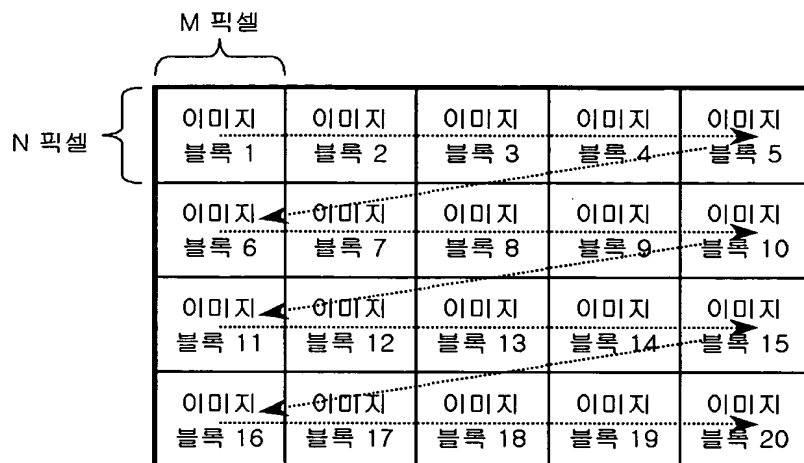 M 픽셀
N 픽셀
이미지 이미지 이미지 이미지 이미지
블록 1 블록 2 블록 3 블록 4 블록 5
이미지 이미지 이미지 이미지 이미지
블록 6 블록 7 블록 8 블록 9 블록 10
이미지 이미지 이미지 이미지 이미지
블록 11 블록 12 블록 13 블록 14 블록 15
이미지 이미지 이미지 이미지 이미지
블록 16 블록 17 블록 18 블록 19 블록 20